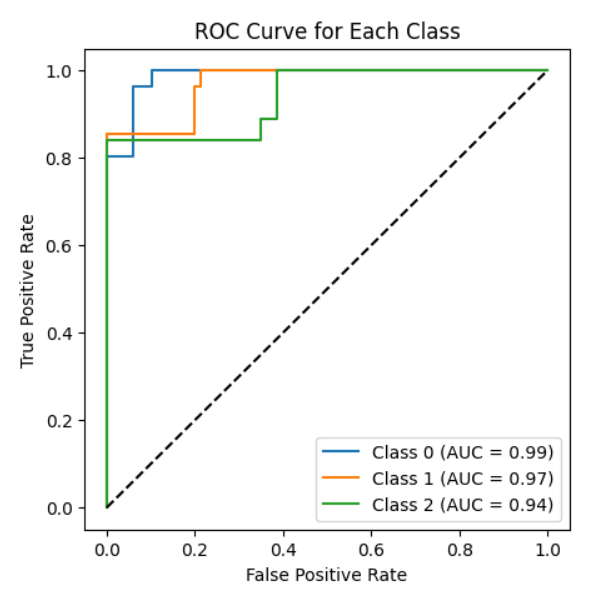 ROC Curve for Each Class
True Positive Rate
1.0
0.8
0.6
0.4
0.2
0.0
Class 0 (AUC = 0.99)
Class 1 (AUC = 0.97)
Class 2 (AUC = 0.94)
0.0 0.2 0.4 0.6 0.8 1.0
False Positive Rate